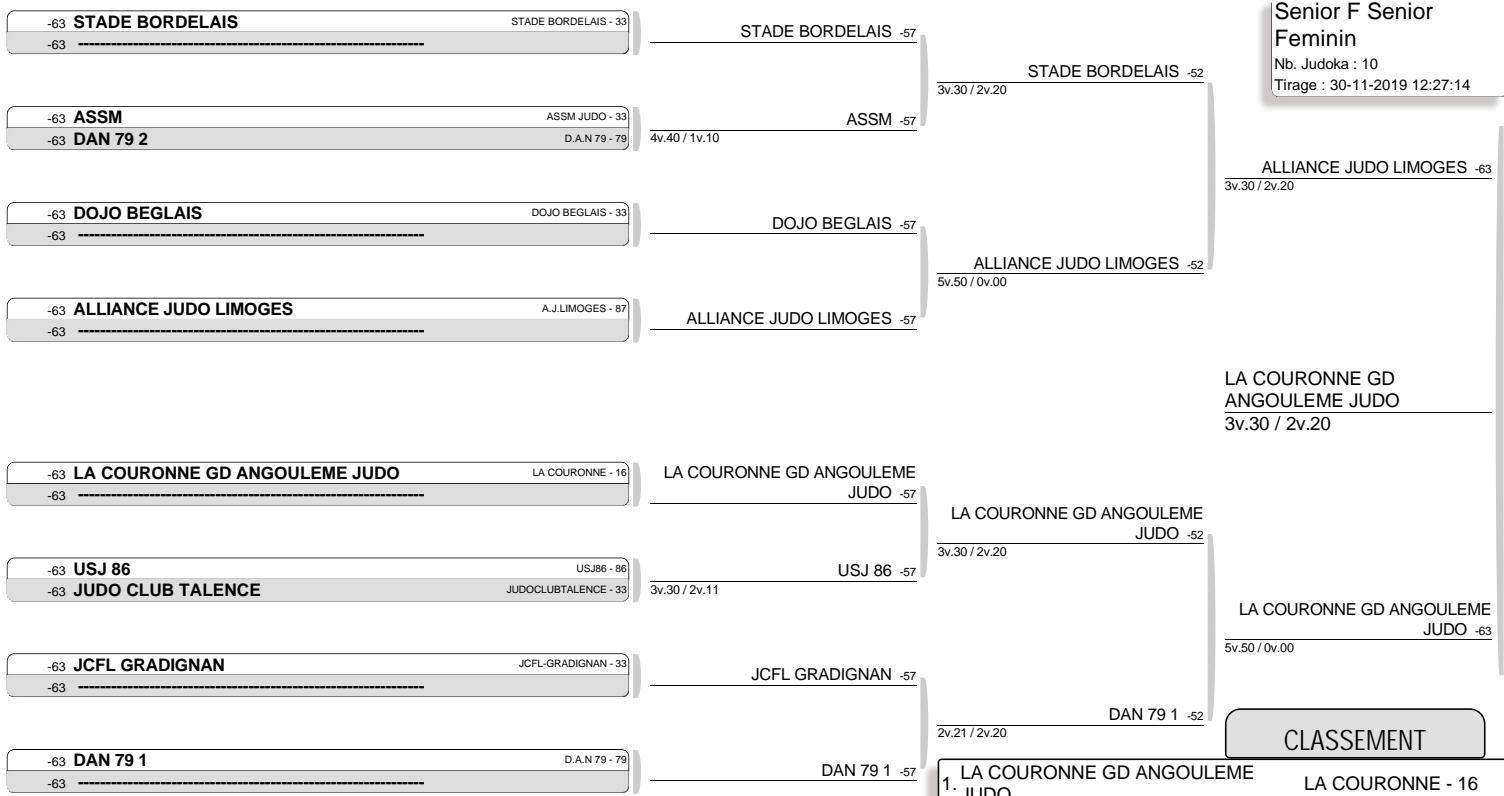 -63 STADE BORDELAIS STADE BORDELAIS - 33
-63 ----------------------------------------------------------------
-63 ASSM ASSM JUDO - 33
-63 DAN 79 2 D.A.N 79 - 79
-63 DOJO BEGLAIS DOJO BEGLAIS - 33
-63 ----------------------------------------------------------------
-63 ALLIANCE JUDO LIMOGES A.J.LIMOGES - 87
-63 ----------------------------------------------------------------
-63 LA COURONNE GD ANGOULEME JUDO LA COURONNE - 16
-63 ----------------------------------------------------------------
-63 USJ 86 USJ86 - 86
-63 JUDO CLUB TALENCE JUDOCLUBTALENCE - 33
-63 JCFL GRADIGNAN JCFL-GRADIGNAN - 33
-63 ----------------------------------------------------------------
-63 DAN 79 1 D.A.N 79 - 79
-63 ----------------------------------------------------------------
STADE BORDELAIS -57
ASSM -57
4v.40 / 1v.10
DOJO BEGLAIS -57
ALLIANCE JUDO LIMOGES -57
LA COURONNE GD ANGOULEME
JUDO -57
USJ 86 -57
3v.30 / 2v.11
JCFL GRADIGNAN -57
DAN 79 1 -57
STADE BORDELAIS -52
3v.30 / 2v.20
ALLIANCE JUDO LIMOGES -52
5v.50 / 0v.00
LA COURONNE GD ANGOULEME
JUDO -52
3v.30 / 2v.20
DAN 79 1 -52
2v.21 / 2v.20
Senior F Senior
Feminin
Nb. Judoka : 10
Tirage : 30-11-2019 12:27:14
ALLIANCE JUDO LIMOGES -63
3v.30 / 2v.20
LA COURONNE GD
ANGOULEME JUDO
3v.30 / 2v.20
LA COURONNE GD ANGOULEME
JUDO -63
5v.50 / 0v.00
CLASSEMENT
1. LA COURONNE GD ANGOULEME LA COURONNE - 16
JUDO